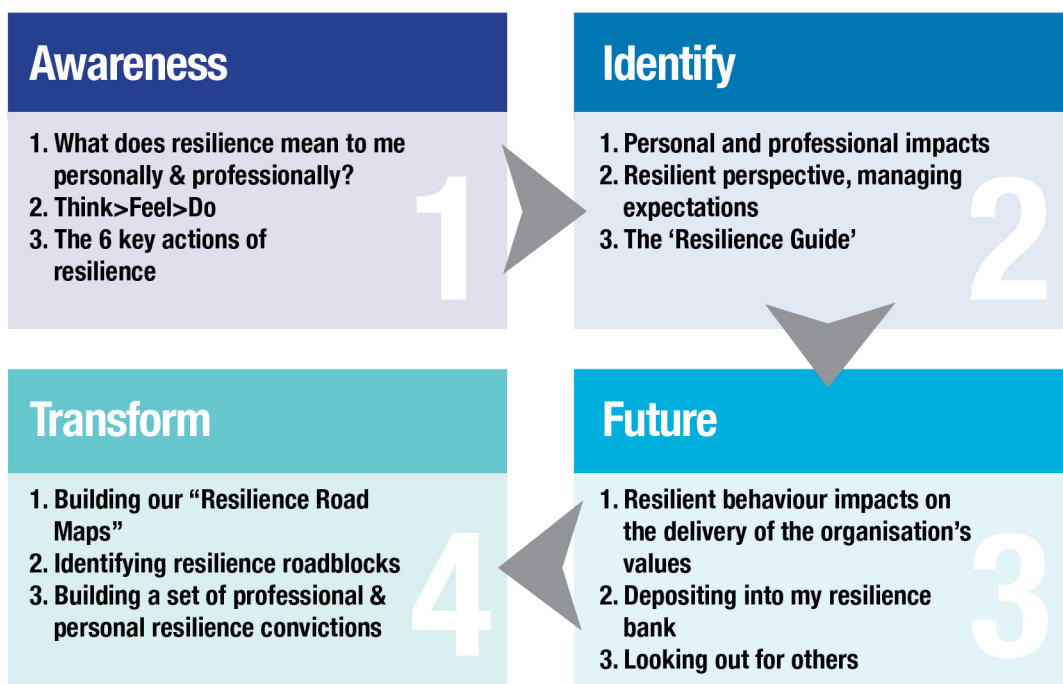 Awareness
1. What does resilience mean to me
personally & professionally?
2. Think>Feel>Do
3. The 6 key actions of
resilience
1
Identify
1. Personal and professional impacts
2. Resilient perspective, managing
expectations
3. The ‘Resilience Guide’
2
Future
1. Resilient behaviour impacts on
the delivery of the organisation’s
values
2. Depositing into my resilience
bank
3. Looking out for others
3
Transform
1. Building our “Resilience Road
Maps”
2. Identifying resilience roadblocks
3. Building a set of professional &
personal resilience convictions
4